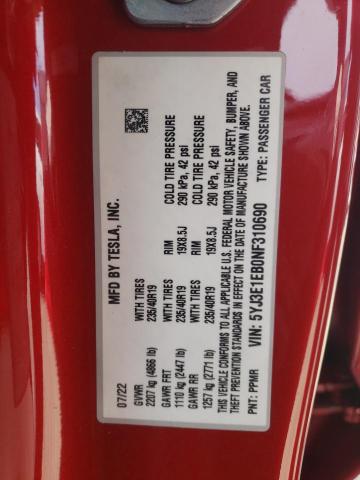 MFD BY TESLA, INC.
07/22
GVWR
2207 kg (4866 lb)
GAWR FRT WITH TIRES RIM COLD TIRE PRESSURE
1110 kg (2447 lb) 235/40R19 19X8.5J 290 kPa, 42 psi
GAWR RR WITH TIRES RIM COLD TIRE PRESSURE
1257 kg (2771 lb) 235/40R19 19X8.5J 290 kPa, 42 psi
THIS VEHICLE CONFORMS TO ALL APPLICABLE U.S. FEDERAL MOTOR VEHICLE SAFETY, BUMPER, AND
THEFT PREVENTION STANDARDS IN EFFECT ON THE DATE OF MANUFACTURE SHOWN ABOVE.
PNT: PPMR VIN: 5YJ3E1EB0NF310690 TYPE: PASSENGER CAR